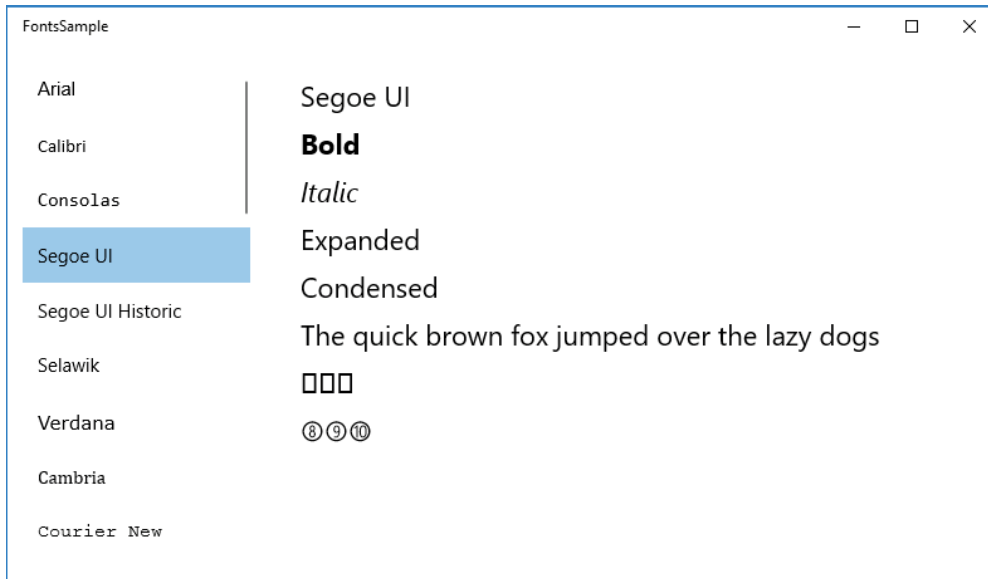 FontsSample
Arial
Calibri
Consolas
Segoe UI
Segoe UI Historic
Selawik
Verdana
Cambria
Courier New
Segoe UI
Bold
Italic
Expanded
Condensed
The quick brown fox jumped over the lazy dogs
▯▯▯
⑧⑨⑩